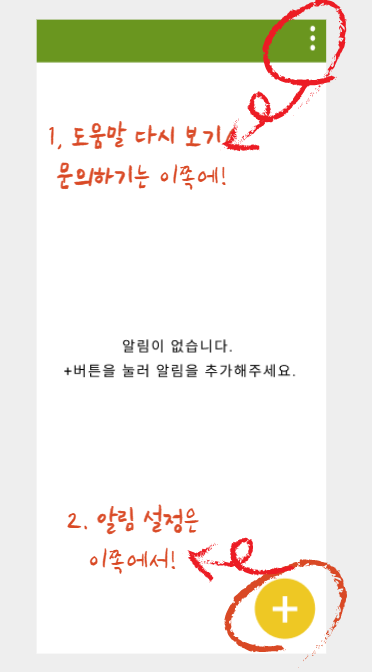 1, 도움말 다시 보기
문의하기는 이쪽에!
알림이 없습니다.
+버튼을 눌러 알림을 추가해주세요.
2. 알림 설정은
이쪽에서!